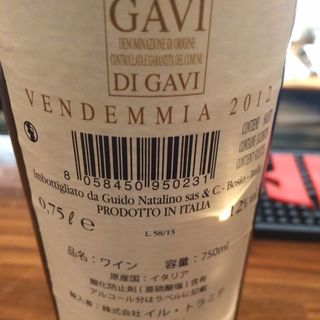 GAVI
DENOMINAZIONE DI ORIGINE
CONTROLLATA E GARANTITA DEL COMUNE
DI GAVI
VENDEMMIA 2012
8 058450 950231
imbottigliato da Guido Natalino sas & C. - Bosio - Italia
PRODOTTO IN ITALIA
0,75 l e
12% vol
L. 58/13
品名:ワイン 容量:750ml
原産国:イタリア
酸化防止剤(亜硫酸塩)含有
アルコール分はラベルに記載
輸入者:株式会社 イル・トラミテ